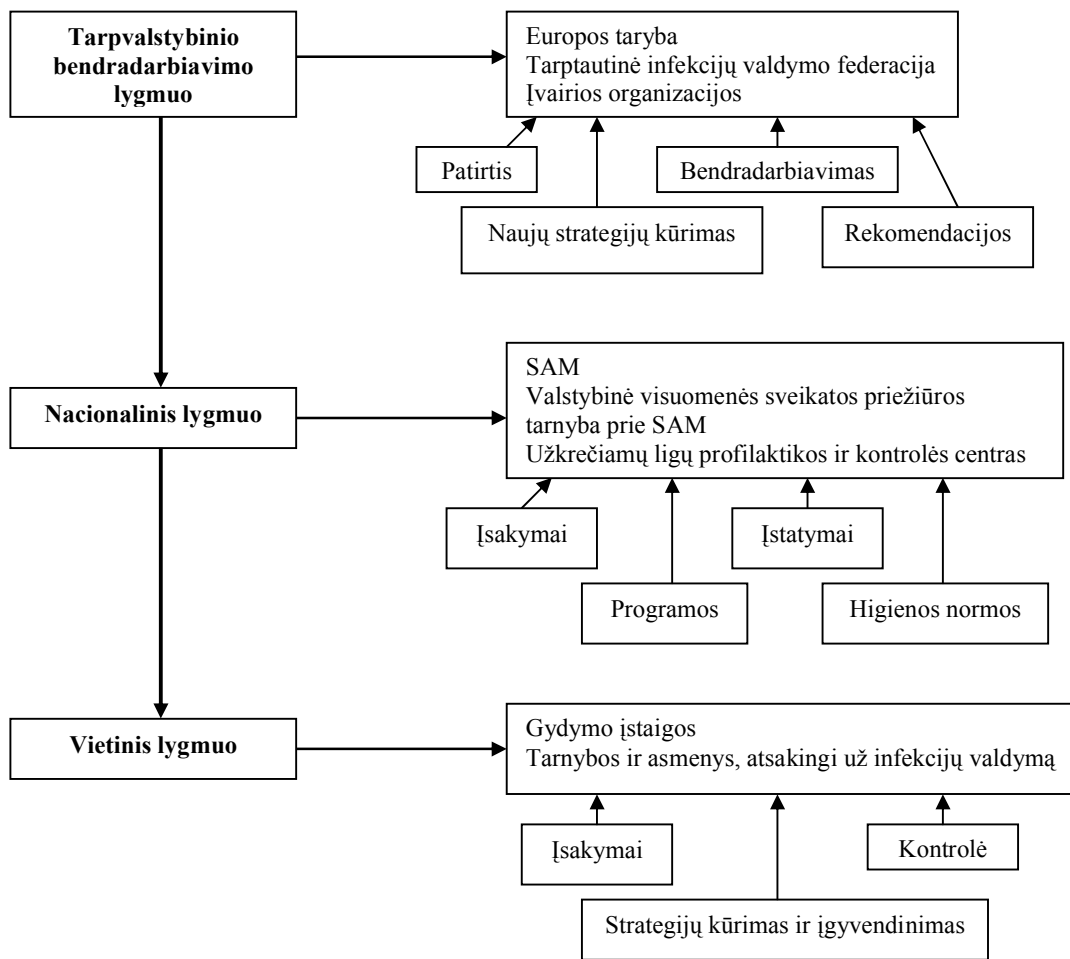 Tarpvalstybinio
bendradarbiavimo
lygmuo
Europos taryba
Tarptautinė infekcijų valdymo federacija
Įvairios organizacijos
Patirtis
Bendradarbiavimas
Naujų strategijų kūrimas
Rekomendacijos
Nacionalinis lygmuo
SAM
Valstybinė visuomenės sveikatos priežiūros
tarnyba prie SAM
Užkrečiamų ligų profilaktikos ir kontrolės centras
Įsakymai
Įstatymai
Programos
Higienos normos
Vietinis lygmuo
Gydymo įstaigos
Tarnybos ir asmenys, atsakingi už infekcijų valdymą
Įsakymai
Kontrolė
Strategijų kūrimas ir įgyvendinimas